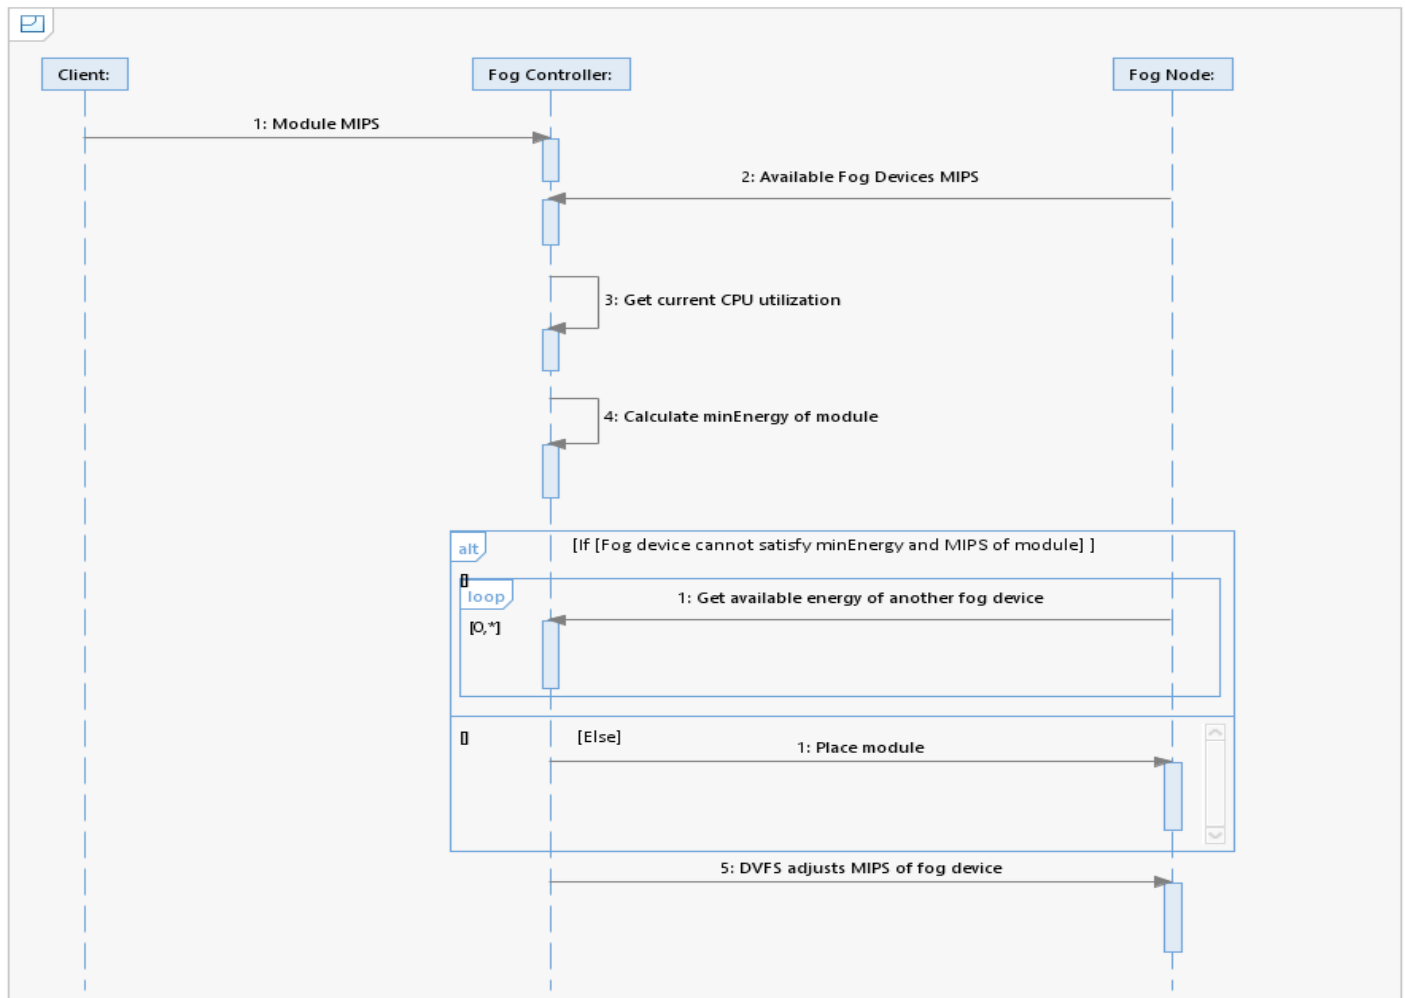 Client:
Fog Controller:
Fog Node:
1: Module MIPS
2: Available Fog Devices MIPS
3: Get current CPU utilization
4: Calculate minEnergy of module
alt
[If [Fog device cannot satisfy minEnergy and MIPS of module] ]
[]
loop
1: Get available energy of another fog device
[0,*]
[]
[Else]
1: Place module
5: DVFS adjusts MIPS of fog device